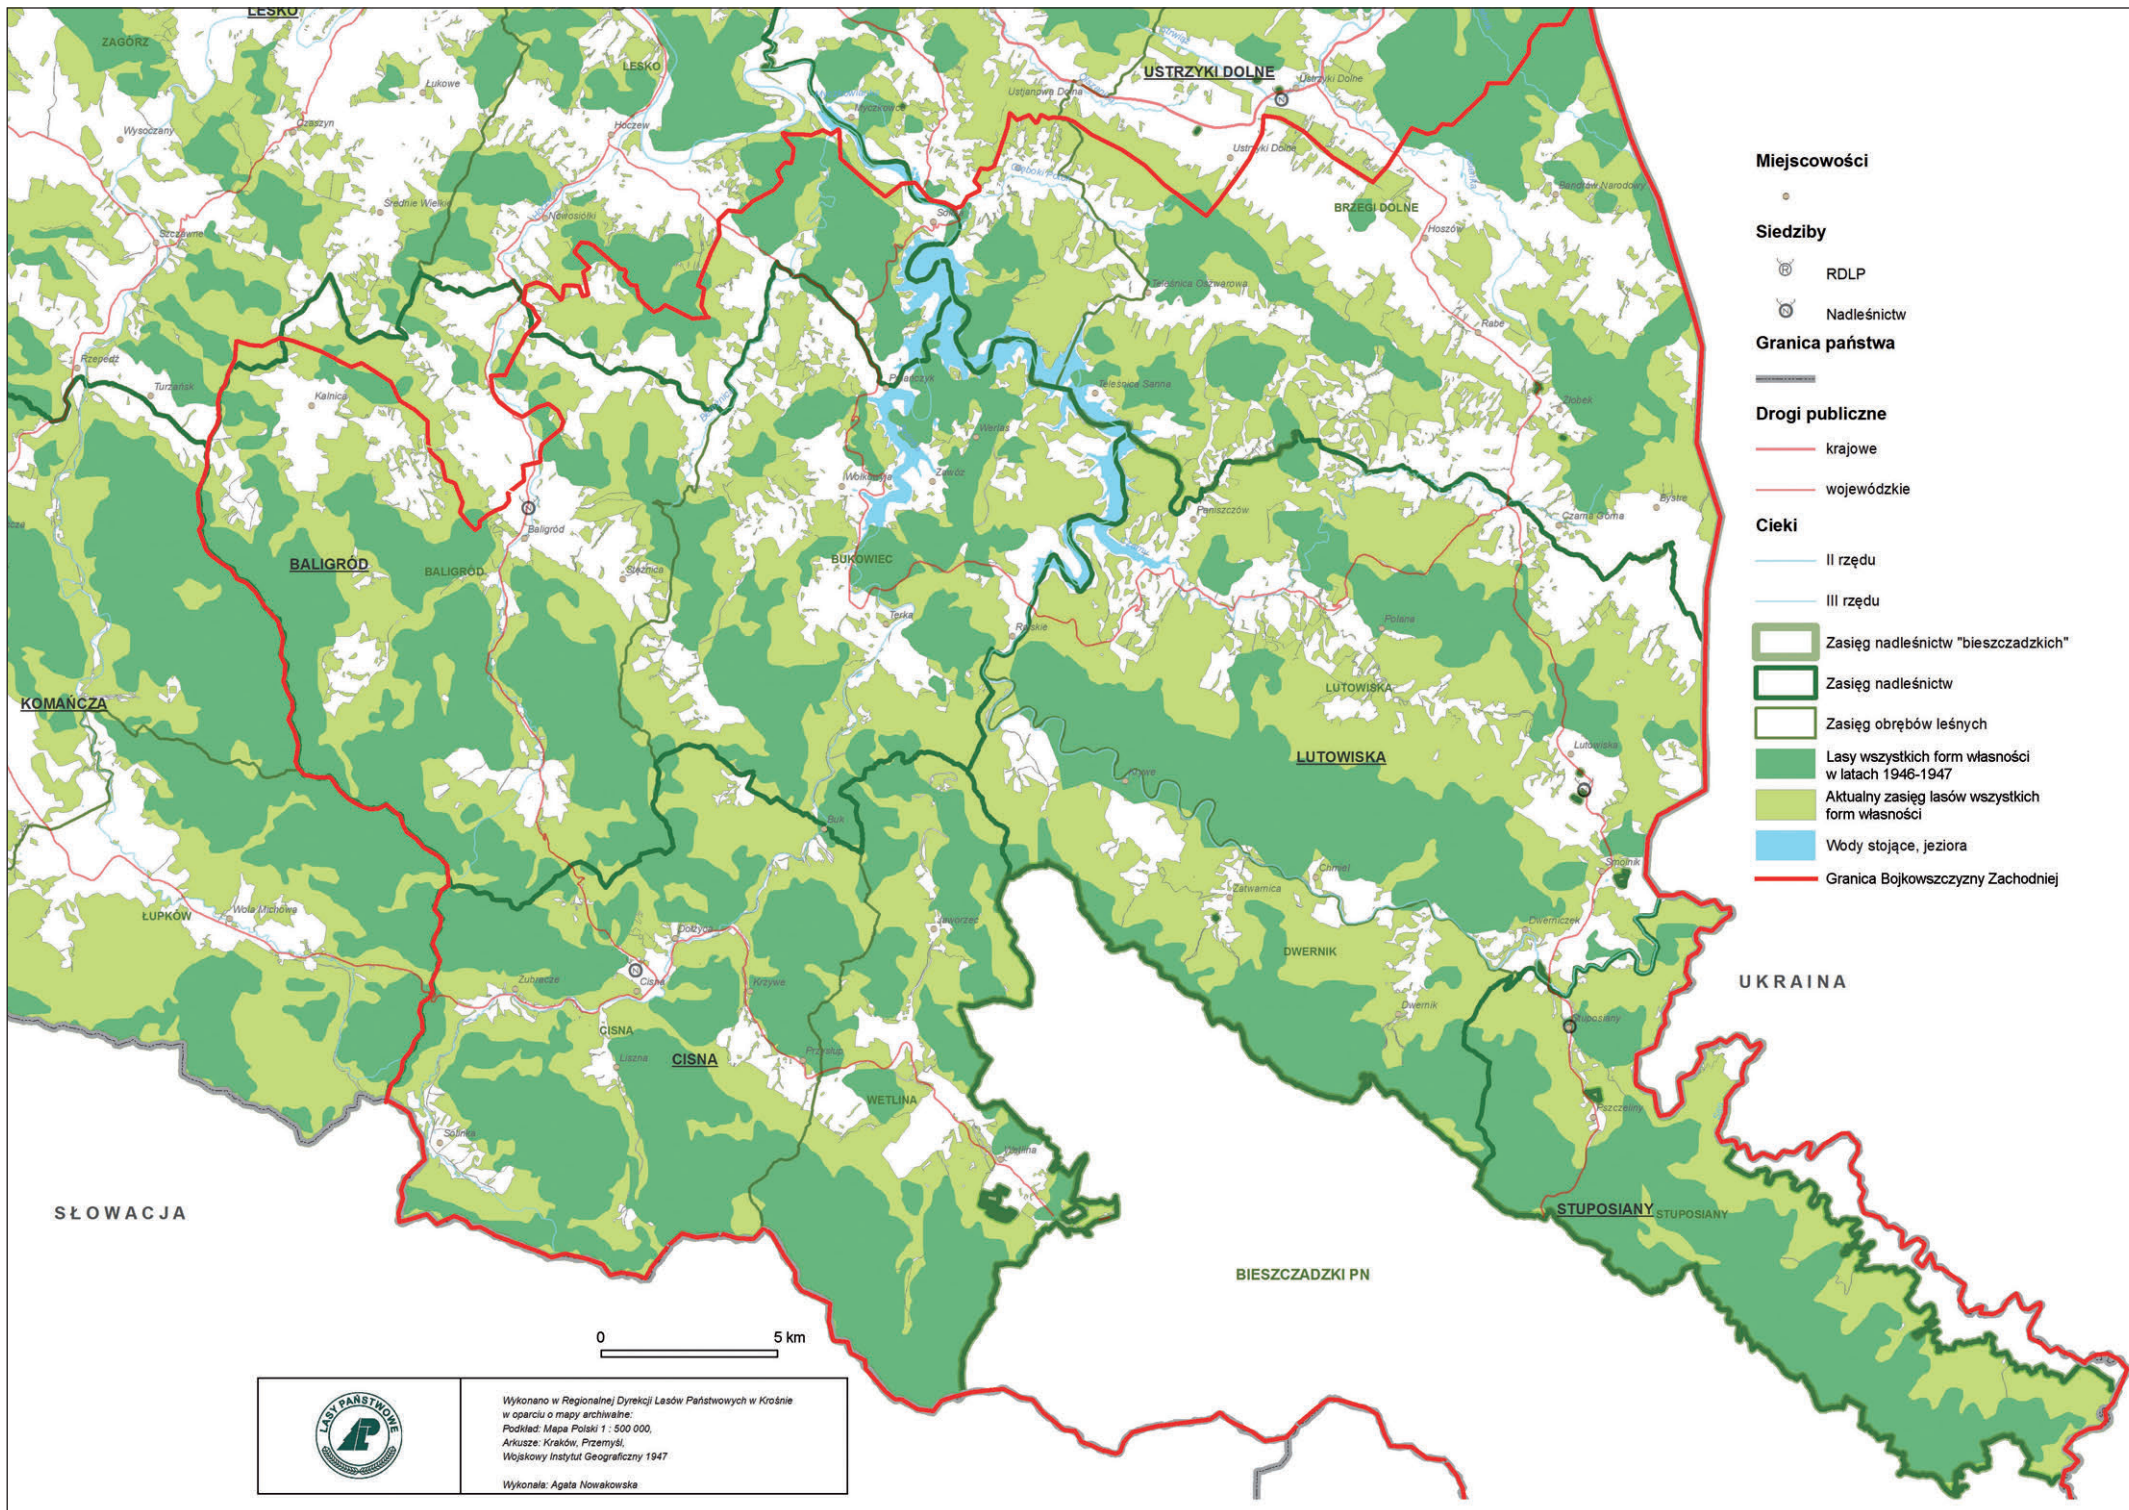 LESKO
ZAGÓRZ
Łukowe
LESKO
Wysoczany
Czaszyn
Hoczew
Myczkowce
Ustjanowa Dolna
USTRZYKI DOLNE
Ustrzyki Dolne
Ustrzyki Dolne
Bandrów Narodowy
BRZEGI DOLNE
Hoszów
Średnie Wielkie
Nowosiółki
Szczawne
Teleśnica Oszwarowa
Rabe
Rzepedź
Turzańsk
Kalnica
Polańczyk
Teleśnica Sanna
Żłobek
Werlas
Wołkowyja
Zawóz
Paniszczów
Bystre
Czarna Górna
Baligród
BALIGRÓD
BALIGRÓD
Stężnica
BUKOWIEC
Terka
Rajskie
Polana
KOMAŃCZA
LUTOWISKA
LUTOWISKA
Lutowiska
Krywe
Buk
Smolnik
Chmiel
Zatwarnica
ŁUPKÓW
Wola Michowa
Dołżyca
Jaworzec
Dwerniczek
DWERNIK
Dwernik
Żubracze
Cisna
Krzywe
CISNA
Liszna
CISNA
Przysłup
Stuposiany
WETLINA
Pszczeliny
Solinka
Wetlina
STUPOSIANY
STUPOSIANY
SŁOWACJA
UKRAINA
BIESZCZADZKI PN
Miejscowości
Siedziby
RDLP
Nadleśnictw
Granica państwa
Drogi publiczne
krajowe
wojewódzkie
Cieki
II rzędu
III rzędu
Zasięg nadleśnictw "bieszczadzkich"
Zasięg nadleśnictw
Zasięg obrębów leśnych
Lasy wszystkich form własności
w latach 1946-1947
Aktualny zasięg lasów wszystkich
form własności
Wody stojące, jeziora
Granica Bojkowszczyzny Zachodniej
0 5 km
LASY PAŃSTWOWE
Wykonano w Regionalnej Dyrekcji Lasów Państwowych w Krośnie
w oparciu o mapy archiwalne:
Podkład: Mapa Polski 1 : 500 000,
Arkusze: Kraków, Przemyśl,
Wojskowy Instytut Geograficzny 1947
Wykonała: Agata Nowakowska